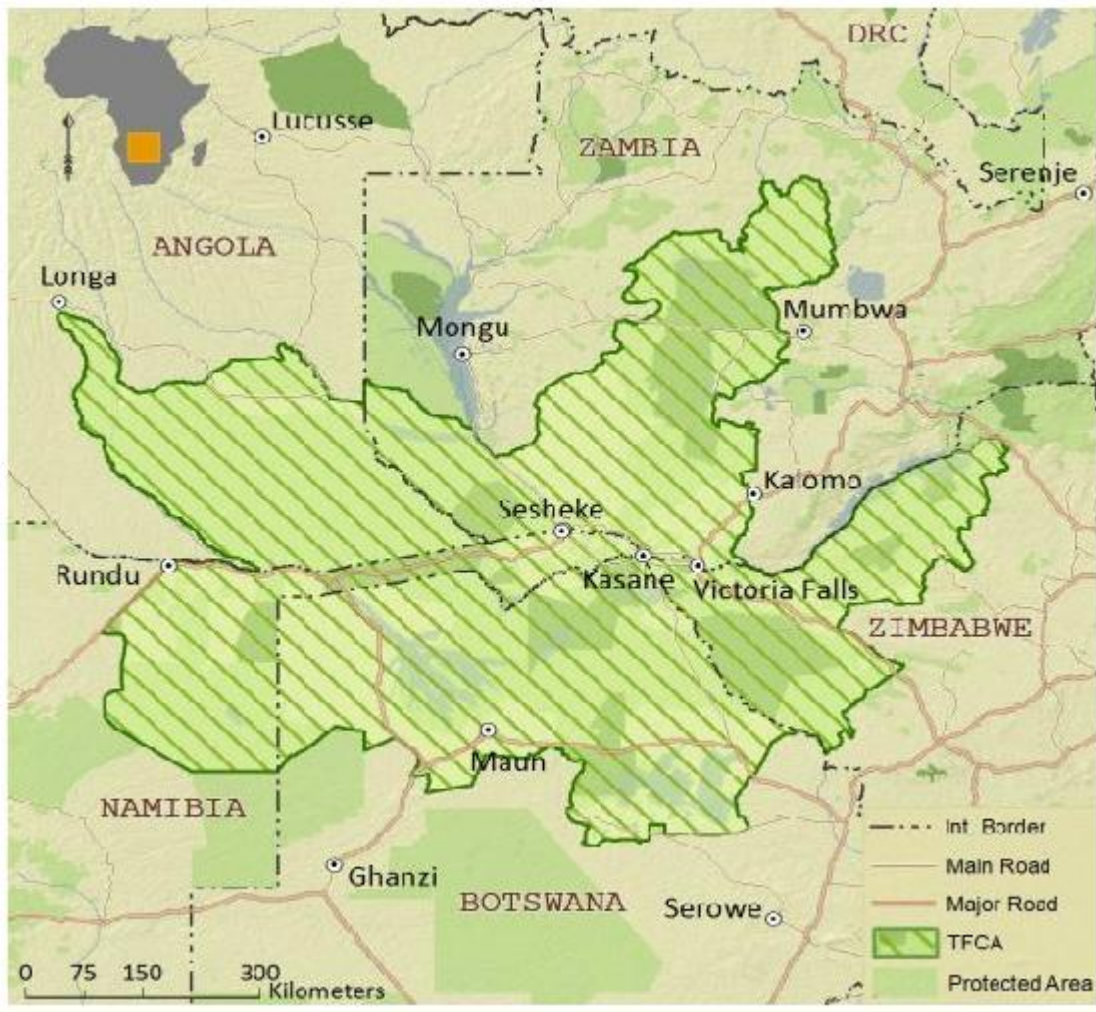 DRC
Lucusse
ZAMBIA
Serenje
ANGOLA
Longa
Mongu
Mumbwa
Kalomo
Sesheke
Rundu
Kasane
Victoria Falls
ZIMBABWE
Maun
NAMIBIA
Ghanzi
BOTSWANA
Serowe
Int. Border
Main Road
Major Road
TFCA
Protected Area
0 75 150 300
Kilometers